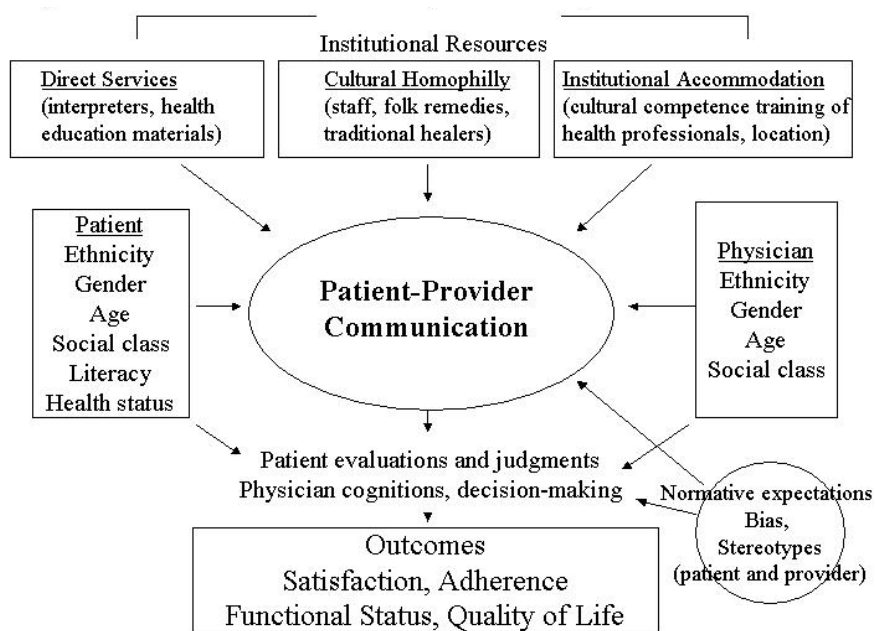 Institutional Resources
Direct Services
(interpreters, health
education materials)
Cultural Homophilly
(staff, folk remedies,
traditional healers)
Institutional Accommodation
(cultural competence training of
health professionals, location)
Patient
Ethnicity
Gender
Age
Social class
Literacy
Health status
Patient-Provider
Communication
Physician
Ethnicity
Gender
Age
Social class
Patient evaluations and judgments
Physician cognitions, decision-making
Normative expectations
Bias,
Stereotypes
(patient and provider)
Outcomes
Satisfaction, Adherence
Functional Status, Quality of Life